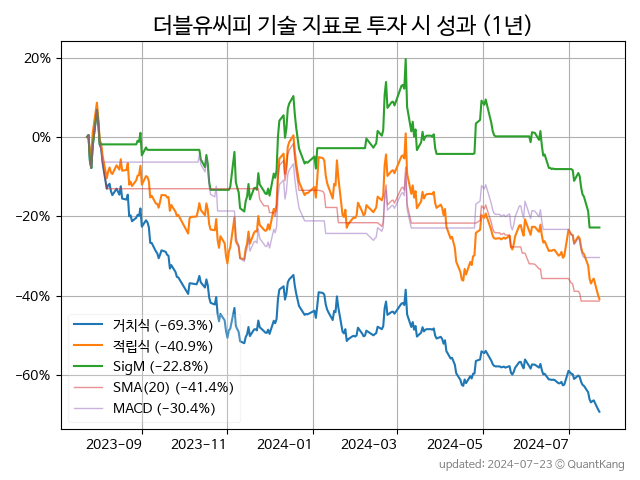 더블유씨피 기술 지표로 투자 시 성과 (1년)
20%
0%
−20%
−40%
−60%
거치식 (−69.3%)
적립식 (−40.9%)
SigM (−22.8%)
SMA(20) (−41.4%)
MACD (−30.4%)
2023-09
2023-11
2024-01
2024-03
2024-05
2024-07
updated: 2024-07-23 © QuantKang